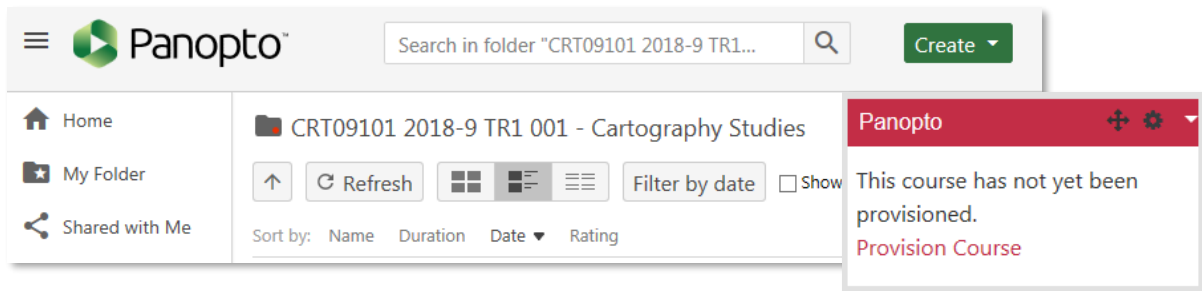 Panopto™
Search in folder "CRT09101 2018-9 TR1...
Create
Home
My Folder
Shared with Me
CRT09101 2018-9 TR1 001 - Cartography Studies
Refresh
Filter by date
Show
Sort by: Name Duration Date Rating
Panopto
This course has not yet been
provisioned.
Provision Course